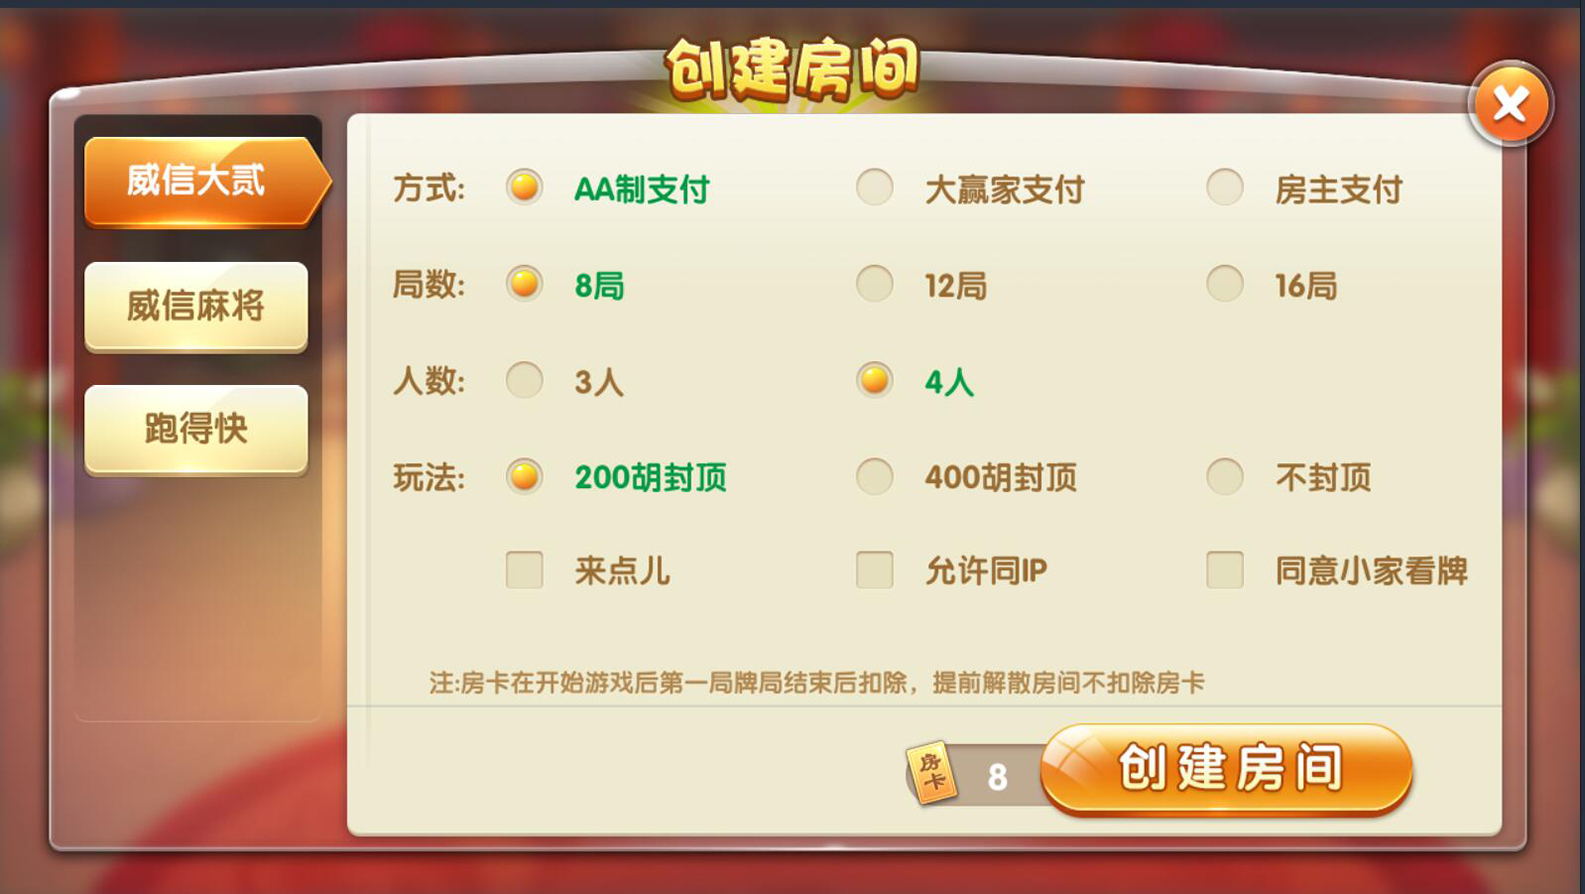 创建房间
威信大贰
威信麻将
跑得快
方式: AA制支付 大赢家支付 房主支付
局数: 8局 12局 16局
人数: 3人 4人
玩法: 200胡封顶 400胡封顶 不封顶
来点儿 允许同IP 同意小家看牌
注:房卡在开始游戏后第一局牌局结束后扣除，提前解散房间不扣除房卡
房卡 8 创建房间